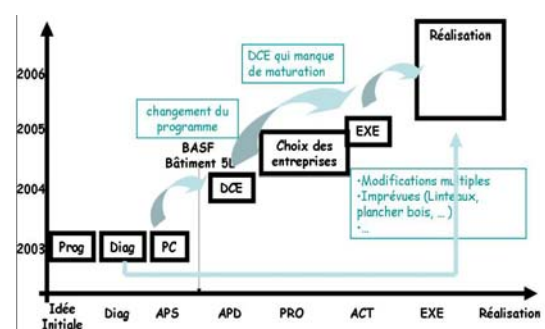 Réalisation
DCE qui manque
de maturation
2006
changement du
programme
2005
EXE
BASF
Bâtiment 50
Choix des
entreprises
DCE
2004
•Modifications multiples
•Imprévues (Linteaux,
plancher bois, ... )
•...
2003
Prog
Diag
PC
Idée
Initiale
Diag
APS
APD
PRO
ACT
EXE
Réalisation